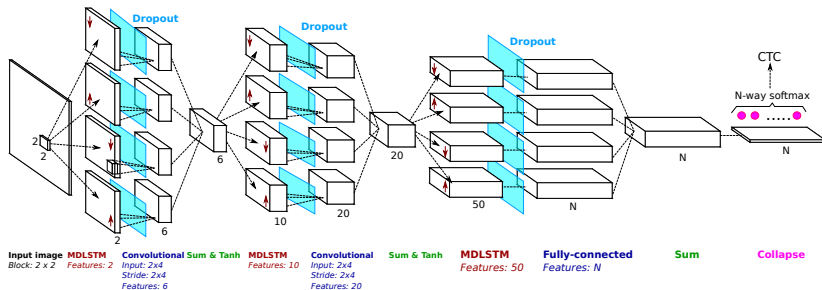 Dropout
Dropout
CTC
N-way softmax
2
2
2
6
6
10
20
20
50
N
N
N
Input image
Block: 2 x 2
MDLSTM
Features: 2
Convolutional
Input: 2x4
Stride: 2x4
Features: 6
Sum & Tanh
MDLSTM
Features: 10
Convolutional
Input: 2x4
Stride: 2x4
Features: 20
Sum & Tanh
MDLSTM
Features: 50
Fully-connected
Features: N
Sum
Collapse